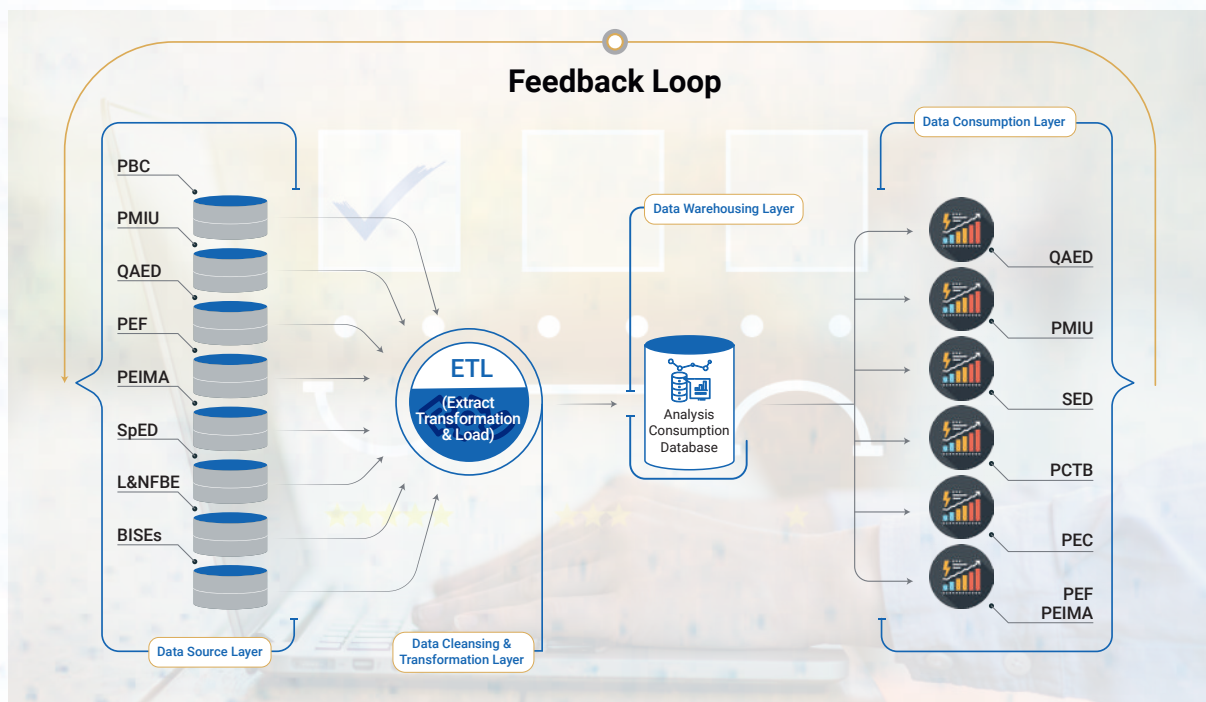 Feedback Loop
PBC
PMIU
QAED
PEF
PEIMA
SpED
L&NFBE
BISEs
Data Source Layer
ETL
(Extract
Transformation
& Load)
Data Cleansing &
Transformation Layer
Data Warehousing Layer
Analysis
Consumption
Database
Data Consumption Layer
QAED
PMIU
SED
PCTB
PEC
PEF
PEIMA